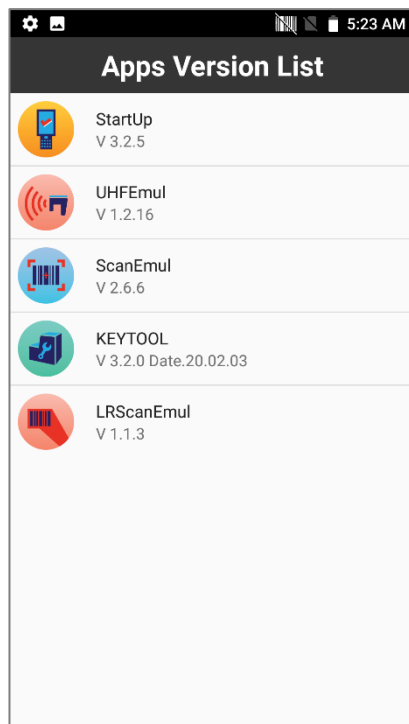 5:23 AM
Apps Version List
StartUp
V 3.2.5
UHFEmul
V 1.2.16
ScanEmul
V 2.6.6
KEYTOOL
V 3.2.0 Date.20.02.03
LRScanEmul
V 1.1.3